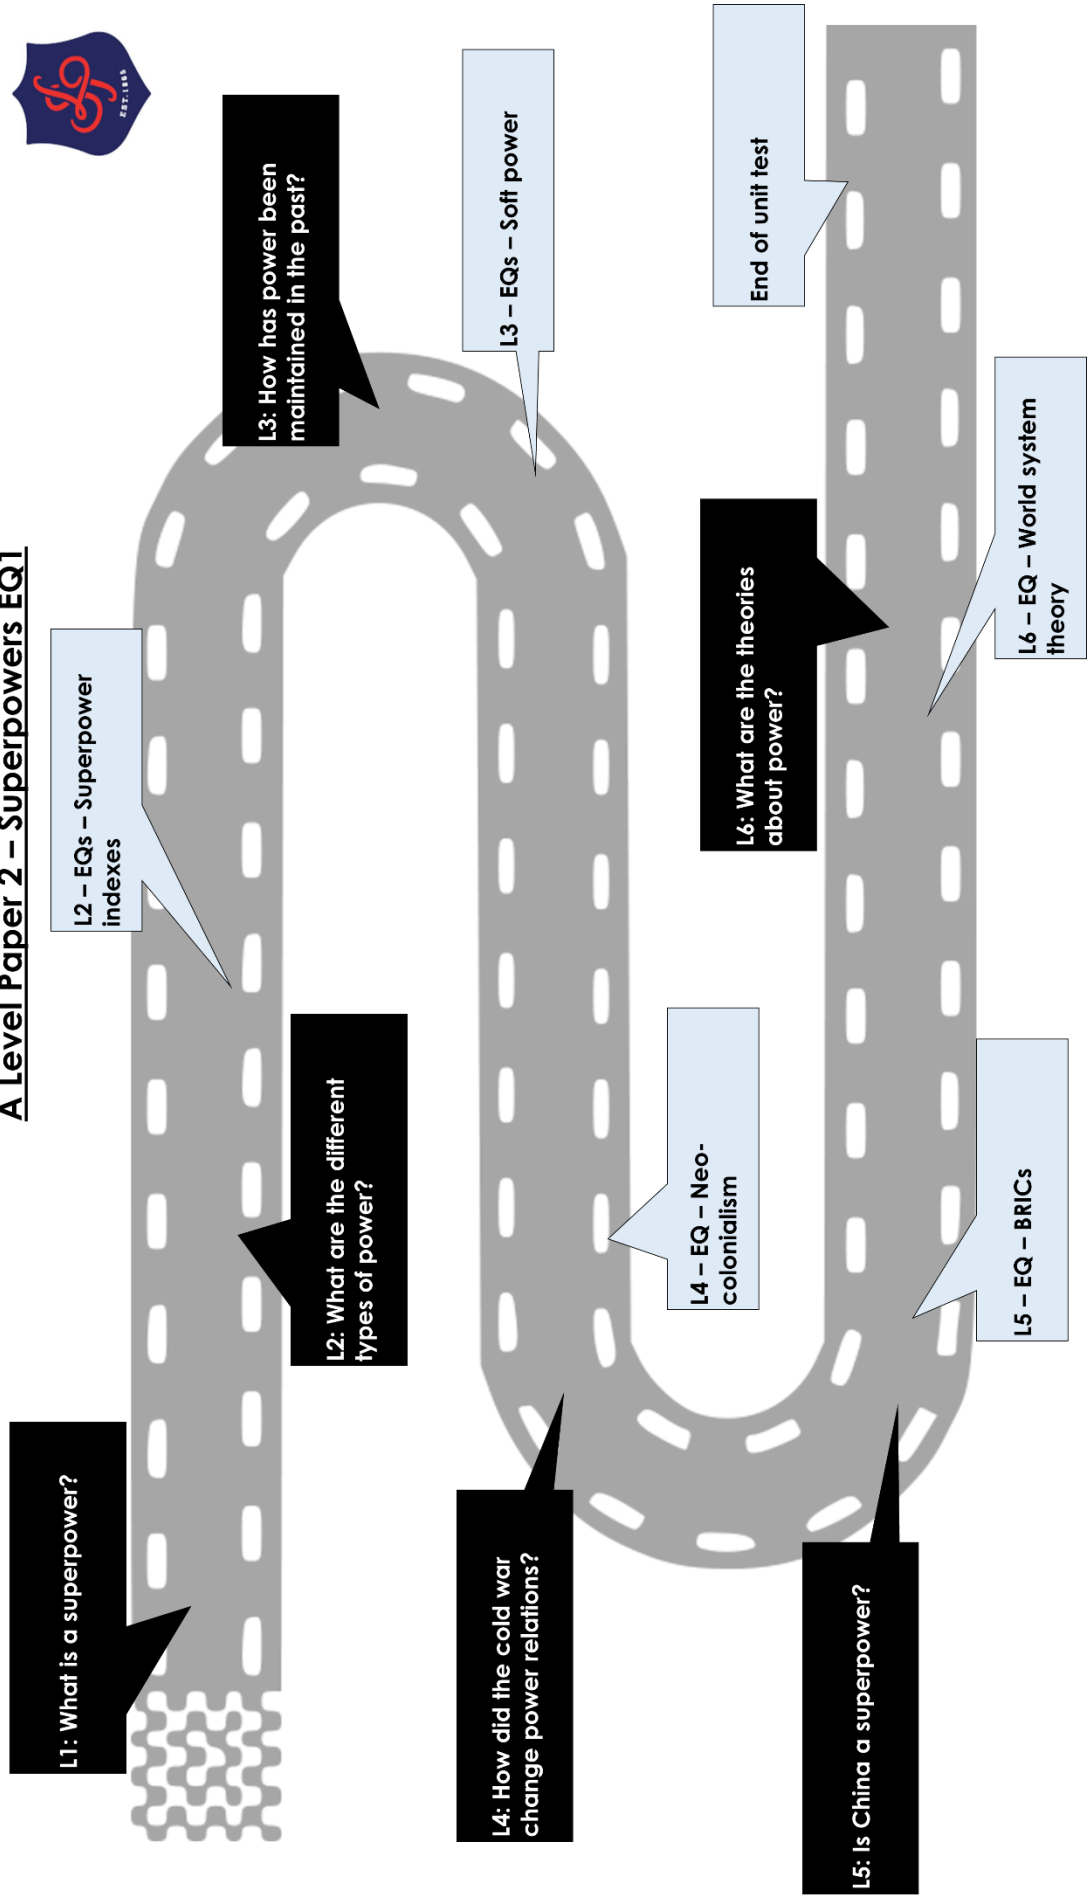 A Level Paper 2 – Superpowers EQ1
EST.1865
L1: What is a superpower?
L2 – EQs – Superpower
indexes
L2: What are the different
types of power?
L3: How has power been
maintained in the past?
L3 – EQs – Soft power
L4: How did the cold war
change power relations?
L4 – EQ – Neo-
colonialism
L5: Is China a superpower?
L5 – EQ – BRICs
L6: What are the theories
about power?
L6 – EQ – World system
theory
End of unit test